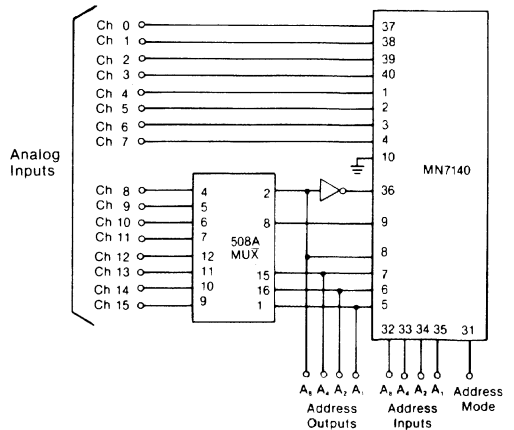 Analog
Inputs
Ch 0
Ch 1
Ch 2
Ch 3
Ch 4
Ch 5
Ch 6
Ch 7
37
38
39
40
1
2
3
4
10
MN7140
36
9
8
7
6
5
Ch 8
Ch 9
Ch 10
Ch 11
Ch 12
Ch 13
Ch 14
Ch 15
4
5
6
7
12
11
10
9
508A
MUX
2
8
15
16
1
32 33 34 35 31
A₈ A₄ A₂ A₁
Address
Outputs
A₈ A₄ A₂ A₁
Address
Inputs
Address
Mode